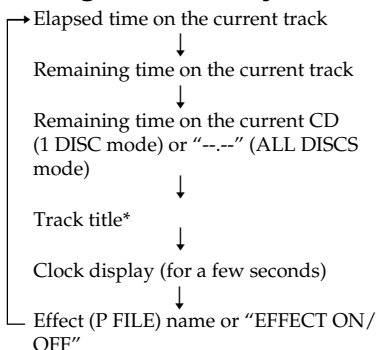 Elapsed time on the current track
Remaining time on the current track
Remaining time on the current CD
(1 DISC mode) or “--.--” (ALL DISCS
mode)
Track title*
Clock display (for a few seconds)
Effect (P FILE) name or “EFFECT ON/
OFF”